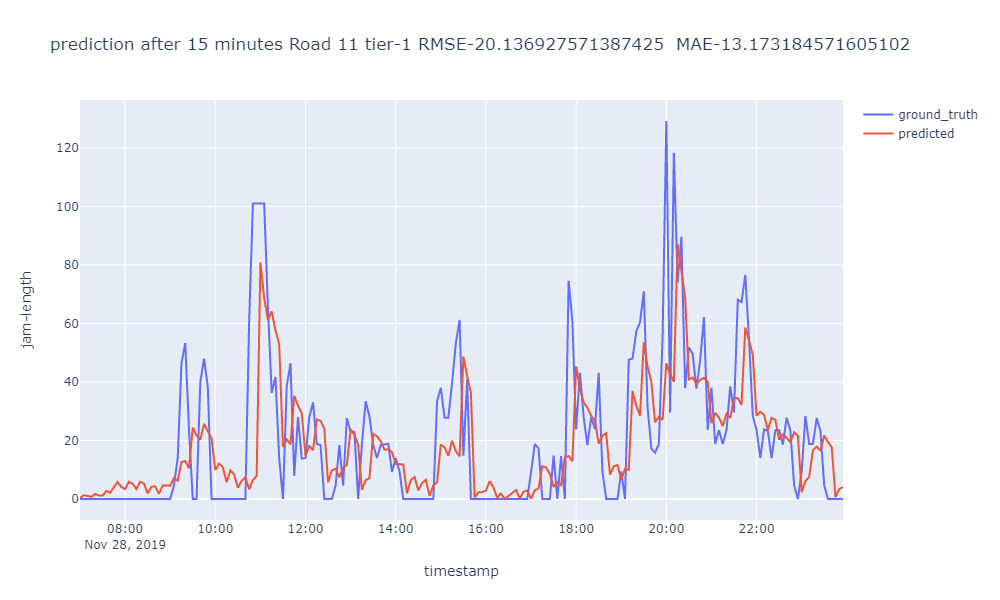 prediction after 15 minutes Road 11 tier-1 RMSE-20.136927571387425  MAE-13.173184571605102
ground_truth
predicted
120
100
80
60
40
20
0
jam-length
08:00 10:00 12:00 14:00 16:00 18:00 20:00 22:00
Nov 28, 2019
timestamp